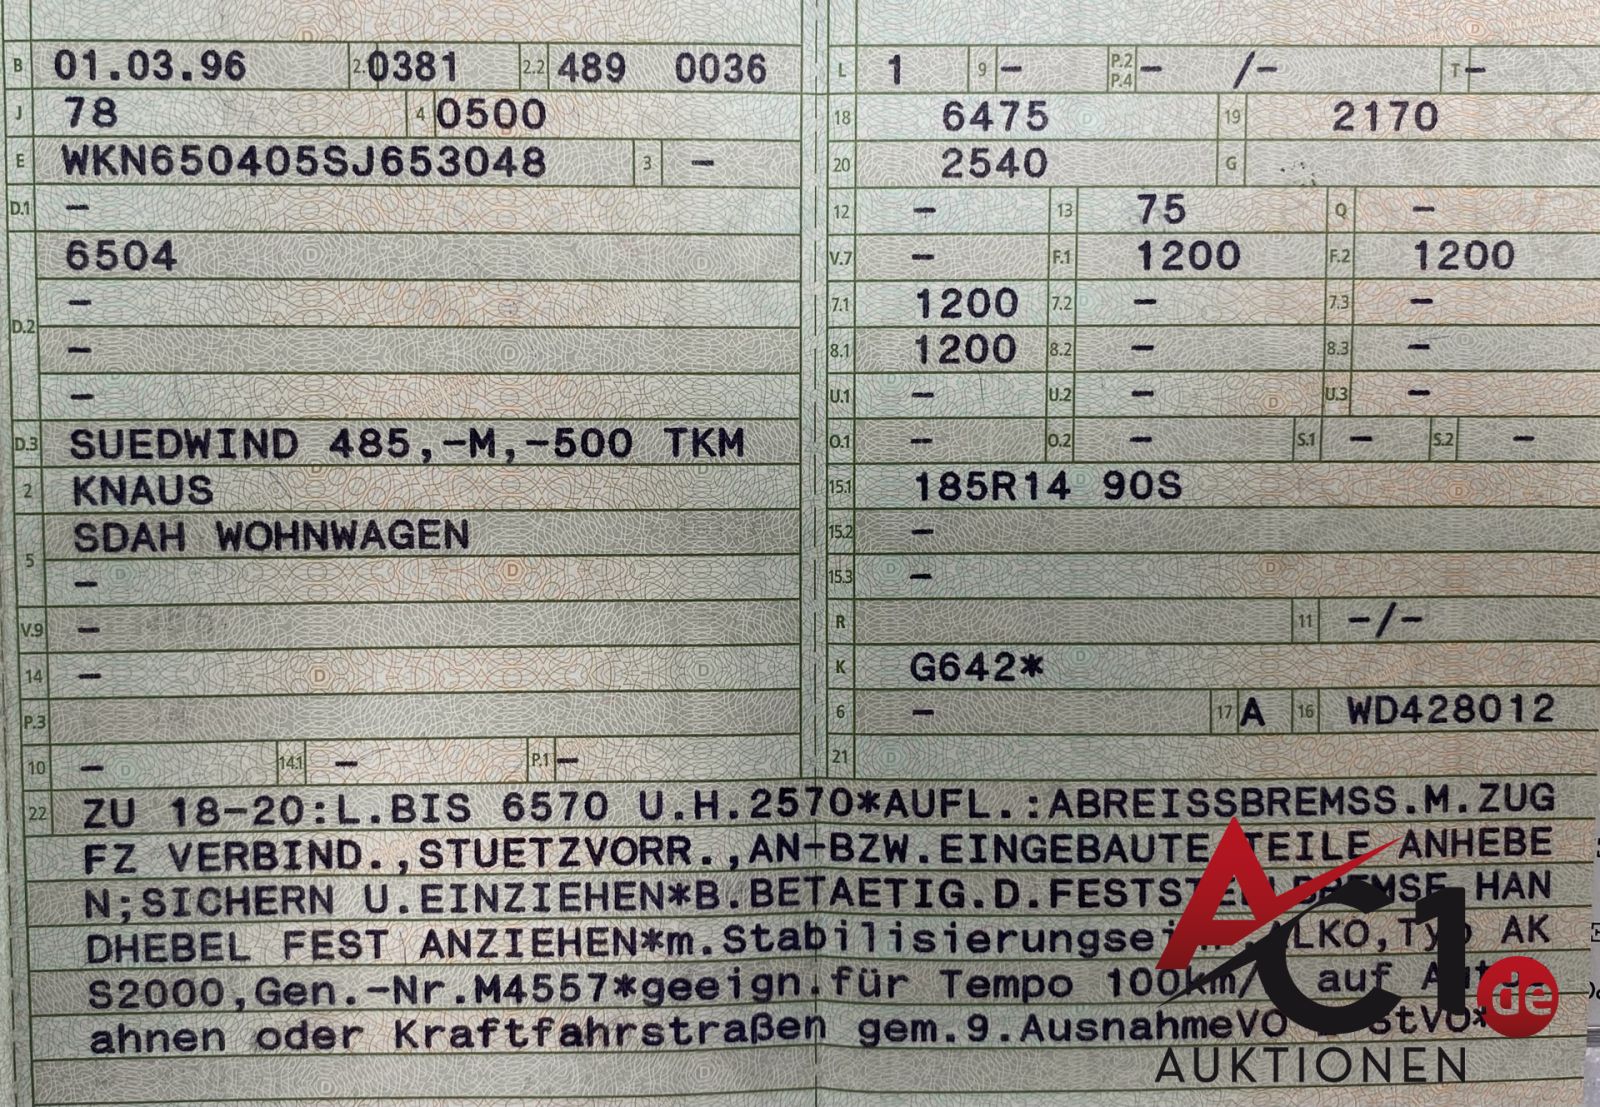 B 01.03.96 2.1 0381 2.2 489 0036
J 78 4 0500
E WKN650405SJ653048 3 –
D.1 –
D.2 6504
–
–
–
D.3 SUEDWIND 485,-M,-500 TKM
2 KNAUS
5 SDAH WOHNWAGEN
–
V.9 –
14 –
P.3
10 – 14.1 – P.1 –
L 1 9 – P.2 P.4 – /– T –
18 6475 19 2170
20 2540 G
12 – 13 75 Q –
V.7 – F.1 1200 F.2 1200
7.1 1200 7.2 – 7.3 –
8.1 1200 8.2 – 8.3 –
U.1 – U.2 – U.3 –
O.1 – O.2 – S.1 – S.2 –
15.1 185R14 90S
15.2 –
15.3 –
R 11 –/–
K G642*
6 – 17 A 16 WD428012
21
22 ZU 18-20:L.BIS 6570 U.H.2570*AUFL.:ABREISSBREMSS.M.ZUG
FZ VERBIND.,STUETZVORR.,AN-BZW.EINGEBAUTE TEILE ANHEBE
N;SICHERN U.EINZIEHEN*B.BETAETIG.D.FESTSTELLBREMSE HAN
DHEBEL FEST ANZIEHEN*m.Stabilisierungsei ALKO,Typ AK
S2000,Gen.-Nr.M4557*geeign.für Tempo 100km/ auf
ahnen oder Kraftfahrstraßen gem.9.AusnahmeVO StVO*
AC1.de
AUKTIONEN